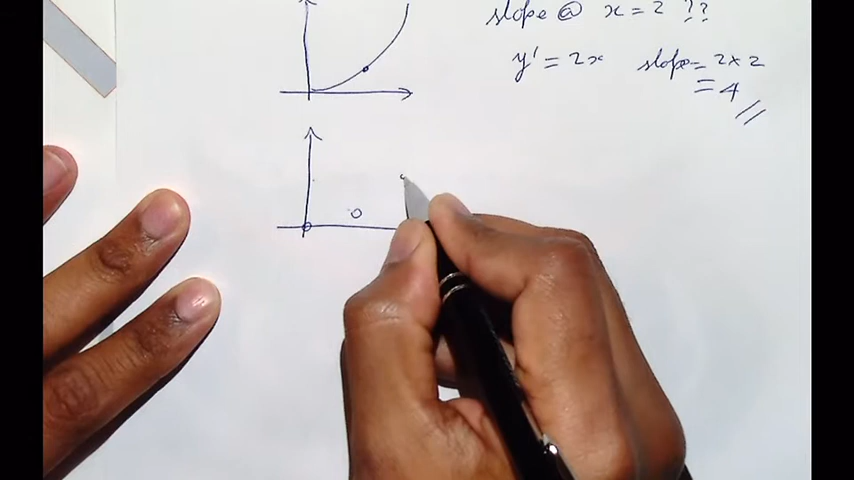 slope @ x = 2 ??
y' = 2x slope = 2 x 2
= 4